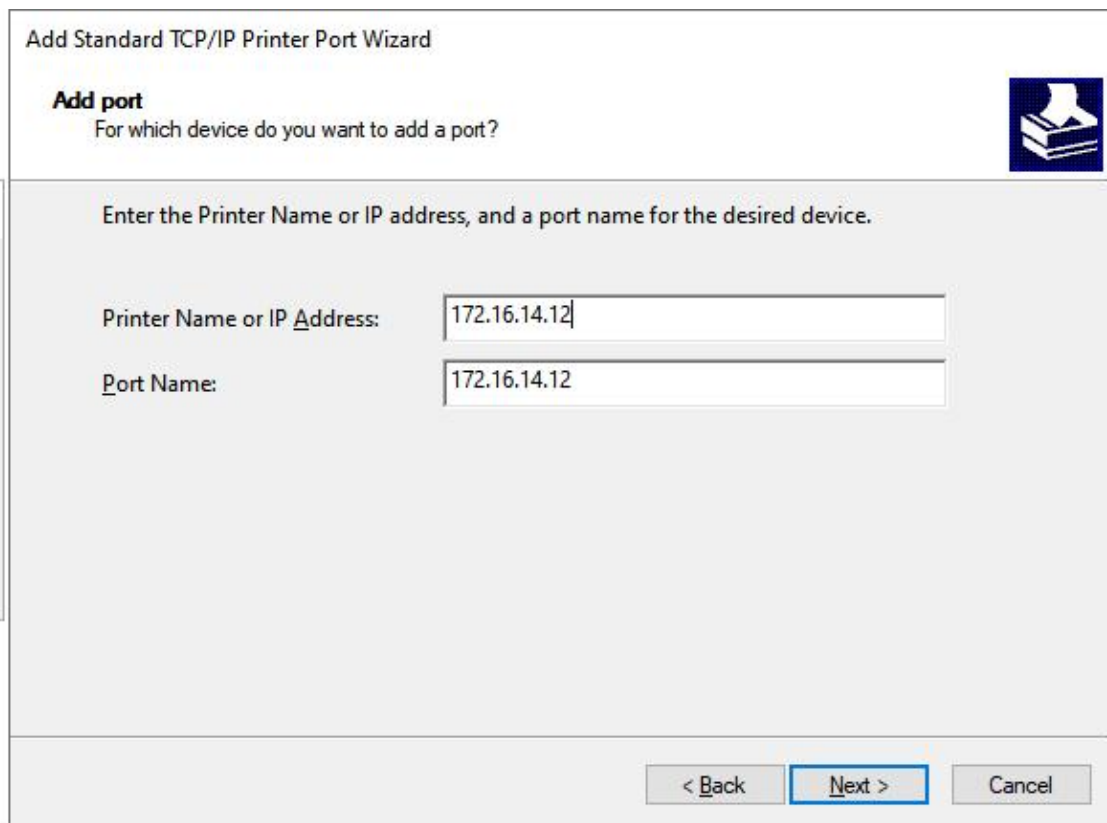 Add Standard TCP/IP Printer Port Wizard
Add port
For which device do you want to add a port?
Enter the Printer Name or IP address, and a port name for the desired device.
Printer Name or IP Address: 172.16.14.12
Port Name: 172.16.14.12
< Back Next > Cancel